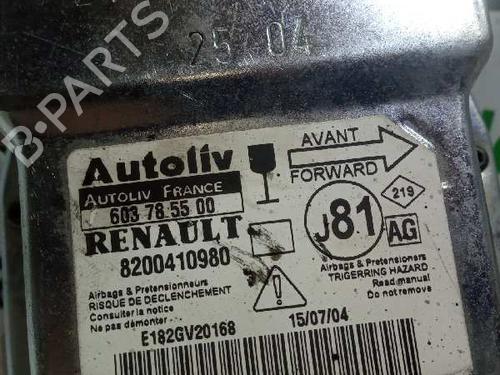 25 04
B-PARTS
Autoliv
AUTOLIV FRANCE
603 78 55 00
RENAULT
8200410980
AVANT
FORWARD
J81
219
AG
Airbags & Pretensionneurs
RISQUE DE DECLENCHEMENT
Consulter la notice
Ne pas démonter
Airbags & Pretensioners
TRIGERRING HAZARD
Read manual
Do not remove
E182GV20168
15/07/04